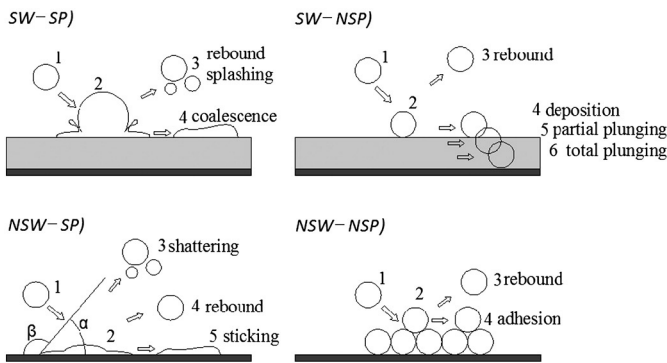 SW–SP)
1
2
3
rebound
splashing
4 coalescence
SW–NSP)
1
2
3 rebound
4 deposition
5 partial plunging
6 total plunging
NSW–SP)
1
β
α
2
3 shattering
4 rebound
5 sticking
NSW–NSP)
1
2
3 rebound
4 adhesion